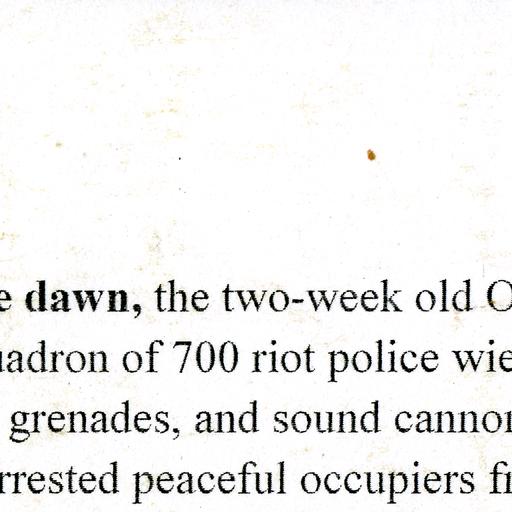 e dawn, the two-week old O
uadron of 700 riot police wie
grenades, and sound cannon
rrested peaceful occupiers fr